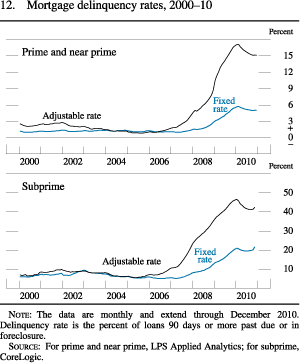 12. Mortgage delinquency rates, 2000–10
Percent
Prime and near prime
15
12
Adjustable rate
Fixed
rate
9
6
3
+
0
–
2000 2002 2004 2006 2008 2010
Percent
Subprime
50
40
Adjustable rate
Fixed
rate
30
20
10
2000 2002 2004 2006 2008 2010
NOTE: The data are monthly and extend through December 2010.
Delinquency rate is the percent of loans 90 days or more past due or in
foreclosure.
SOURCE: For prime and near prime, LPS Applied Analytics; for subprime,
CoreLogic.